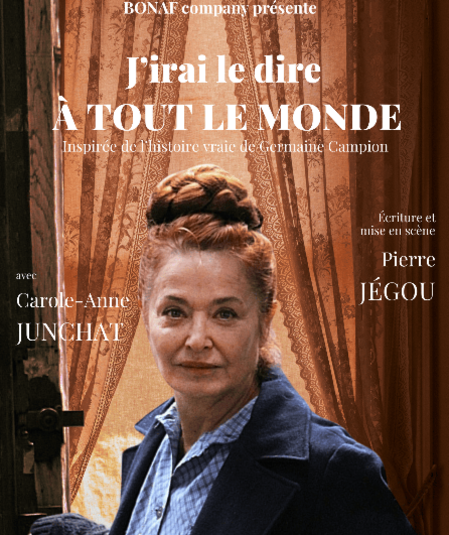 BONAF company présente
J'irai le dire
À TOUT LE MONDE
Inspirée de l'histoire vraie de Germaine Campion
Écriture et
mise en scène
Pierre
JÉGOU
avec
Carole-Anne
JUNCHAT